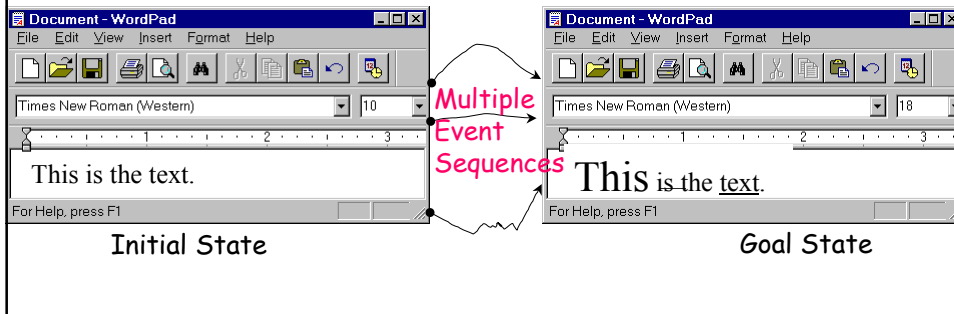 Document - WordPad
File Edit View Insert Format Help
Times New Roman (Western)
10
1 2 3
This is the text.
For Help, press F1
Initial State
Multiple
Event
Sequences
Document - WordPad
File Edit View Insert Format Help
Times New Roman (Western)
18
1 2 3
This is the text.
For Help, press F1
Goal State